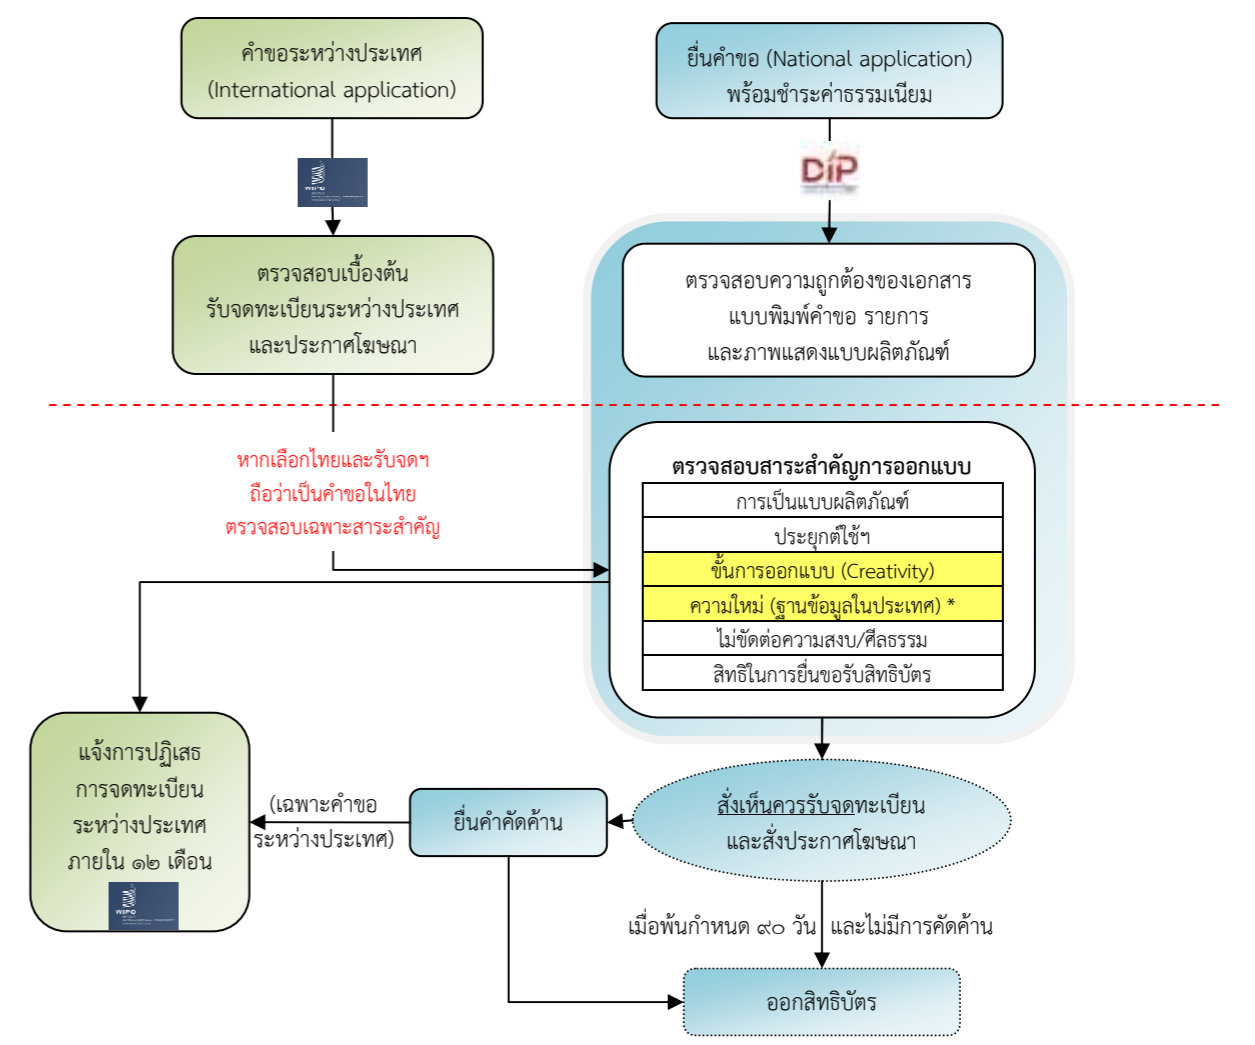 คำขอระหว่างประเทศ
(International application)
ยื่นคำขอ (National application)
พร้อมชำระค่าธรรมเนียม
WIPO
DIP
ตรวจสอบเบื้องต้น
รับจดทะเบียนระหว่างประเทศ
และประกาศโฆษณา
ตรวจสอบความถูกต้องของเอกสาร
แบบพิมพ์คำขอ รายการ
และภาพแสดงแบบผลิตภัณฑ์
หากเลือกไทยและรับจดฯ
ถือว่าเป็นคำขอในไทย
ตรวจสอบเฉพาะสาระสำคัญ
ตรวจสอบสาระสำคัญการออกแบบ
การเป็นแบบผลิตภัณฑ์
ประยุกต์ใช้ฯ
ขั้นการออกแบบ (Creativity)
ความใหม่ (ฐานข้อมูลในประเทศ) *
ไม่ขัดต่อความสงบ/ศีลธรรม
สิทธิในการยื่นขอรับสิทธิบัตร
แจ้งการปฏิเสธ
การจดทะเบียน
ระหว่างประเทศ
ภายใน ๑๒ เดือน
WIPO
(เฉพาะคำขอ
ระหว่างประเทศ)
ยื่นคำคัดค้าน
สั่งเห็นควรรับจดทะเบียน
และสั่งประกาศโฆษณา
เมื่อพ้นกำหนด ๙๐ วัน และไม่มีการคัดค้าน
ออกสิทธิบัตร